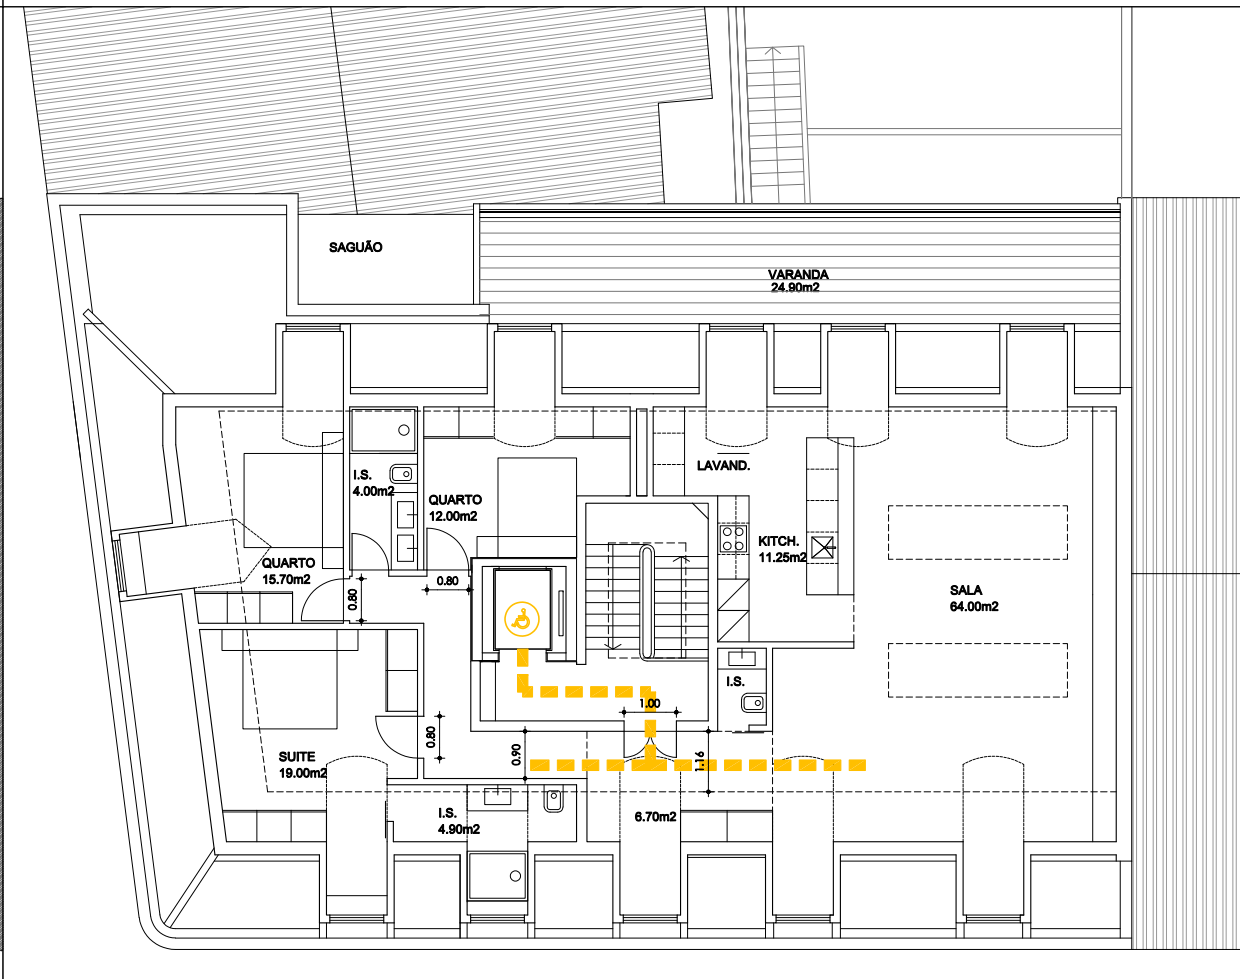 SAGUÃO
VARANDA
24.90m2
LAVAND.
I.S.
4.00m2
QUARTO
12.00m2
KITCH.
11.25m2
QUARTO
15.70m2
0.80
0.80
SALA
64.00m2
I.S.
1.00
0.80
0.90
1.16
SUITE
19.00m2
I.S.
4.90m2
6.70m2